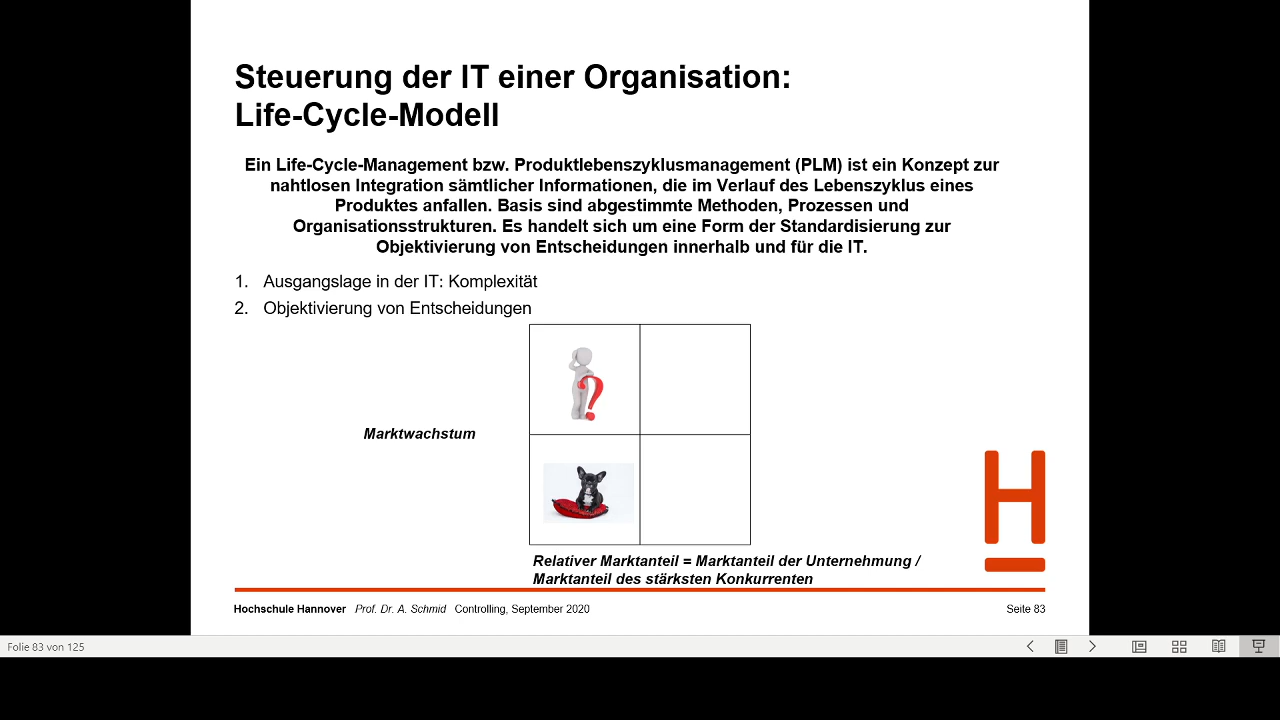 Steuerung der IT einer Organisation:
Life-Cycle-Modell
Ein Life-Cycle-Management bzw. Produktlebenszyklusmanagement (PLM) ist ein Konzept zur
nahtlosen Integration sämtlicher Informationen, die im Verlauf des Lebenszyklus eines
Produktes anfallen. Basis sind abgestimmte Methoden, Prozessen und
Organisationsstrukturen. Es handelt sich um eine Form der Standardisierung zur
Objektivierung von Entscheidungen innerhalb und für die IT.
1. Ausgangslage in der IT: Komplexität
2. Objektivierung von Entscheidungen
?
Marktwachstum
Relativer Marktanteil = Marktanteil der Unternehmung /
Marktanteil des stärksten Konkurrenten
H
Hochschule Hannover Prof. Dr. A. Schmid Controlling, September 2020 Seite 83
Folie 83 von 125